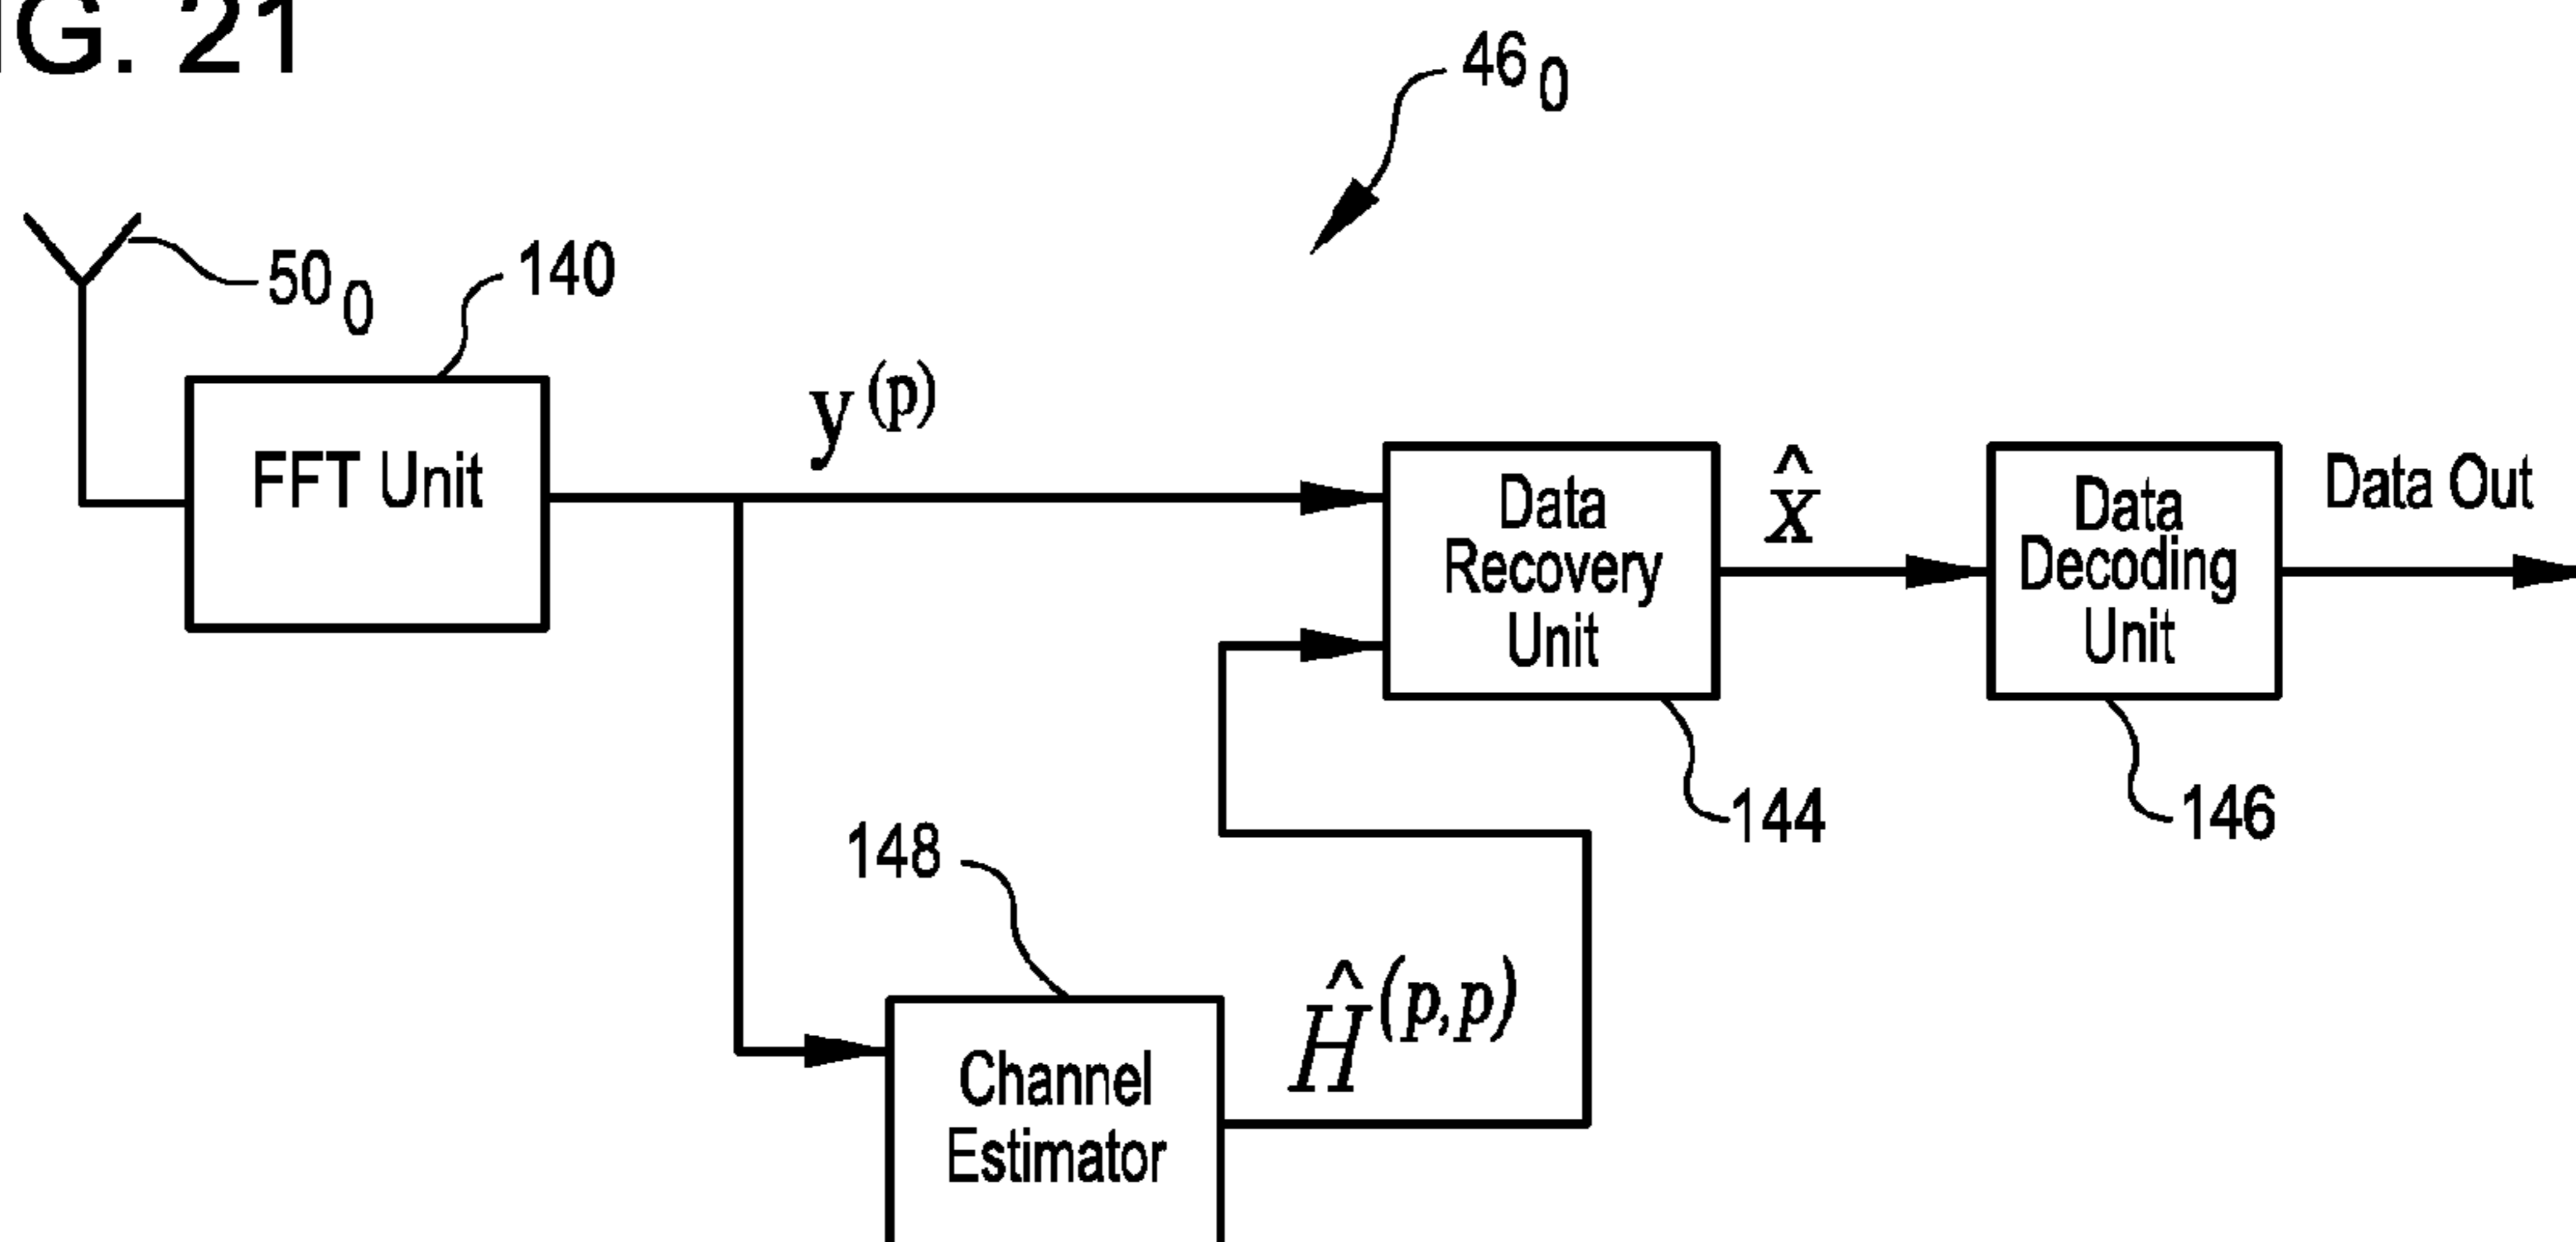 IG. 21
46 0
50 0
140
y (p)
FFT Unit
Data
Recovery
Unit
x̂
Data
Decoding
Unit
Data Out
144
146
148
Ĥ (p,p)
Channel
Estimator